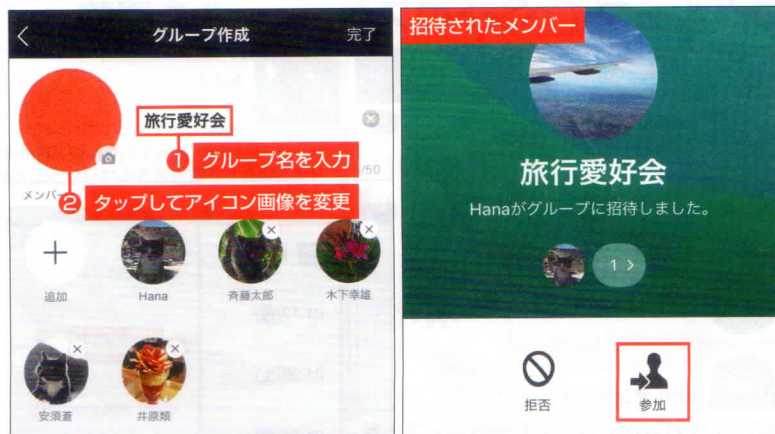 グループ作成
完了
旅行愛好会
1 グループ名を入力
/50
メンバー
2 タップしてアイコン画像を変更
追加
Hana
斉藤太郎
木下幸雄
安須蒼
井原類
招待されたメンバー
旅行愛好会
Hanaがグループに招待しました。
1 >
拒否
参加